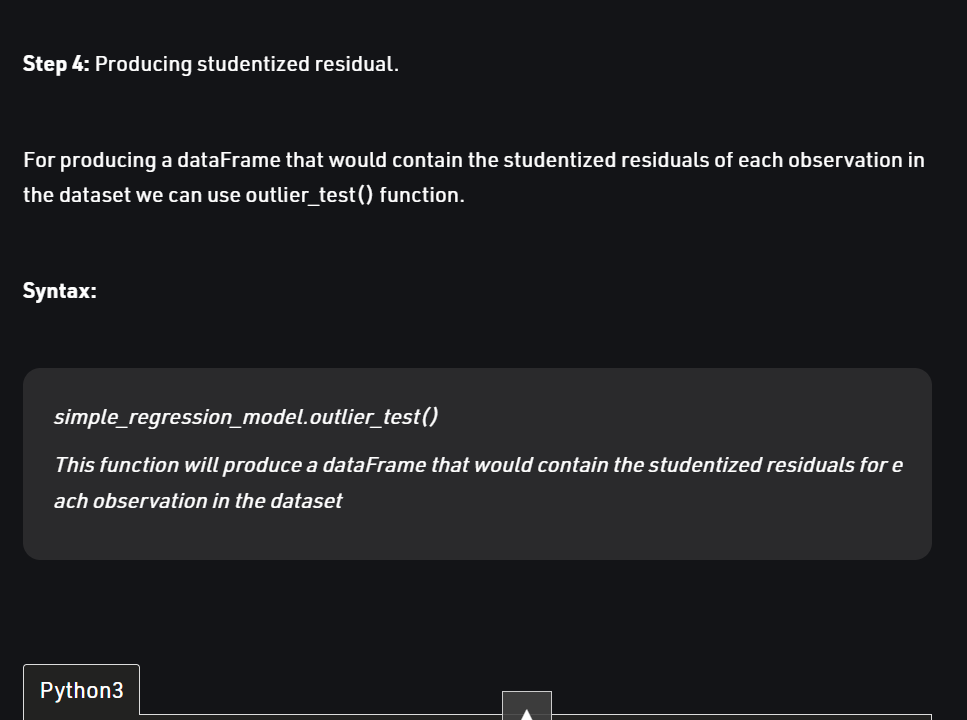 Step 4: Producing studentized residual.
For producing a dataFrame that would contain the studentized residuals of each observation in
the dataset we can use outlier_test() function.
Syntax:
simple_regression_model.outlier_test()
This function will produce a dataFrame that would contain the studentized residuals for e
ach observation in the dataset
Python3